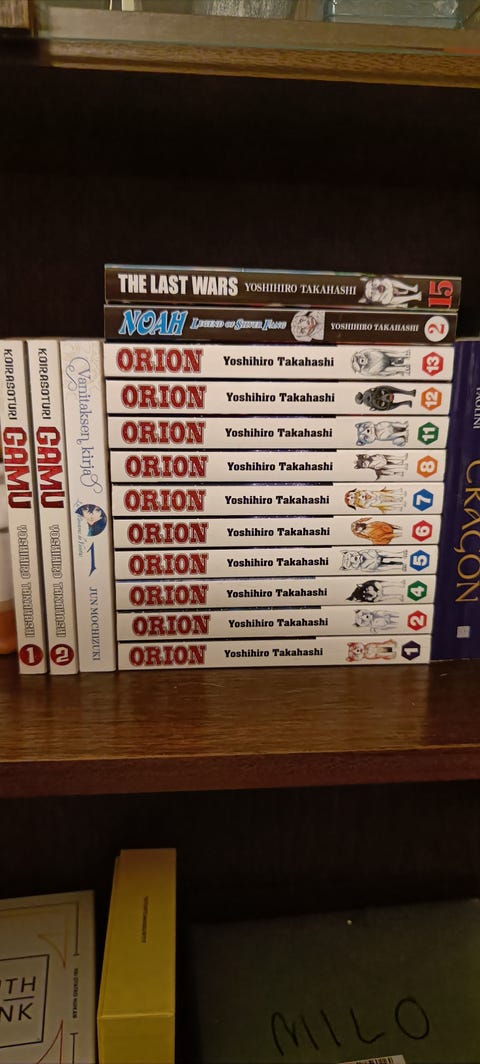 THE LAST WARS YOSHIHIRO TAKAHASHI 15
NOAH LEGEND OF SILVER FANG YOSHIHIRO TAKAHASHI 2
ORION Yoshihiro Takahashi 13
ORION Yoshihiro Takahashi 12
ORION Yoshihiro Takahashi 11
ORION Yoshihiro Takahashi 8
ORION Yoshihiro Takahashi 7
ORION Yoshihiro Takahashi 6
ORION Yoshihiro Takahashi 5
ORION Yoshihiro Takahashi 4
ORION Yoshihiro Takahashi 2
ORION Yoshihiro Takahashi 1
KOIRASOTURI GAMU YOSHIHIRO TAKAHASHI 1
KOIRASOTURI GAMU YOSHIHIRO TAKAHASHI 2
Vanitaksen kirja 1 JUN MOCHIZUKI
PAOLINI ERAGON
NK
MILO